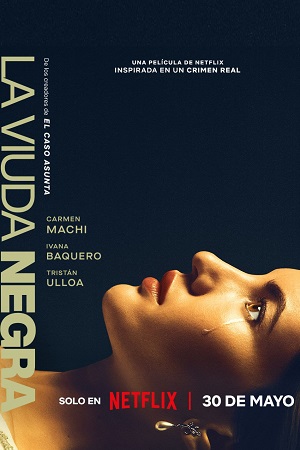 UNA PELÍCULA DE NETFLIX
INSPIRADA EN UN CRIMEN REAL
LA VIUDA NEGRA
De los creadores de EL CASO ASUNTA
CARMEN
MACHI
IVANA
BAQUERO
TRISTÁN
ULLOA
SOLO EN NETFLIX | 30 DE MAYO